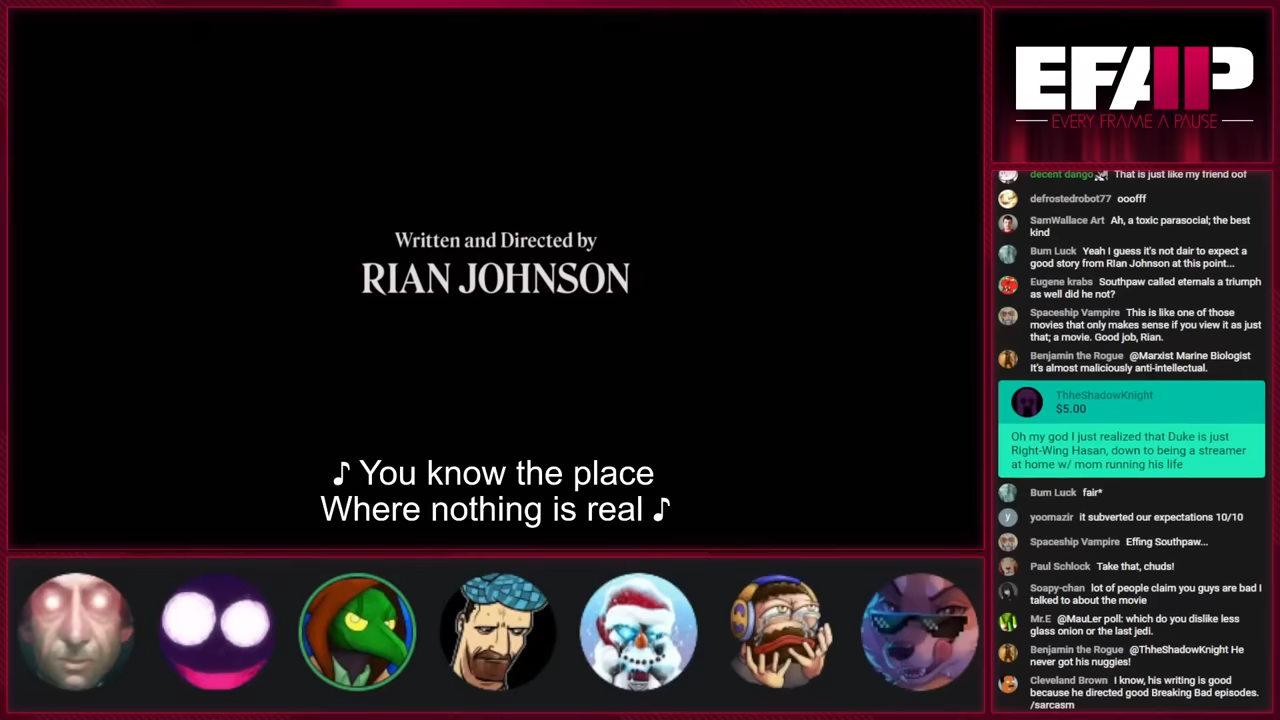 Written and Directed by
RIAN JOHNSON
♪ You know the place
Where nothing is real ♪
EFAP
EVERY FRAME A PAUSE
decent dango That is just like my friend oof
defrostedrobot77 ooofff
SamWallace Art Ah, a toxic parasocial; the best
kind
Bum Luck Yeah I guess it's not dair to expect a
good story from RIan Johnson at this point...
Eugene krabs Southpaw called eternals a triumph
as well did he not?
Spaceship Vampire This is like one of those
movies that only makes sense if you view it as just
that; a movie. Good job, Rian.
Benjamin the Rogue @Marxist Marine Biologist
It's almost maliciously anti-intellectual.
ThheShadowKnight
$5.00
Oh my god I just realized that Duke is just
Right-Wing Hasan, down to being a streamer
at home w/ mom running his life
Bum Luck fair*
y yoomazir it subverted our expectations 10/10
Spaceship Vampire Effing Southpaw...
Paul Schlock Take that, chuds!
Soapy-chan lot of people claim you guys are bad I
talked to about the movie
Mr.E @MauLer poll: which do you dislike less
glass onion or the last jedi.
Benjamin the Rogue @ThheShadowKnight He
never got his nuggies!
Cleveland Brown I know, his writing is good
because he directed good Breaking Bad episodes.
/sarcasm